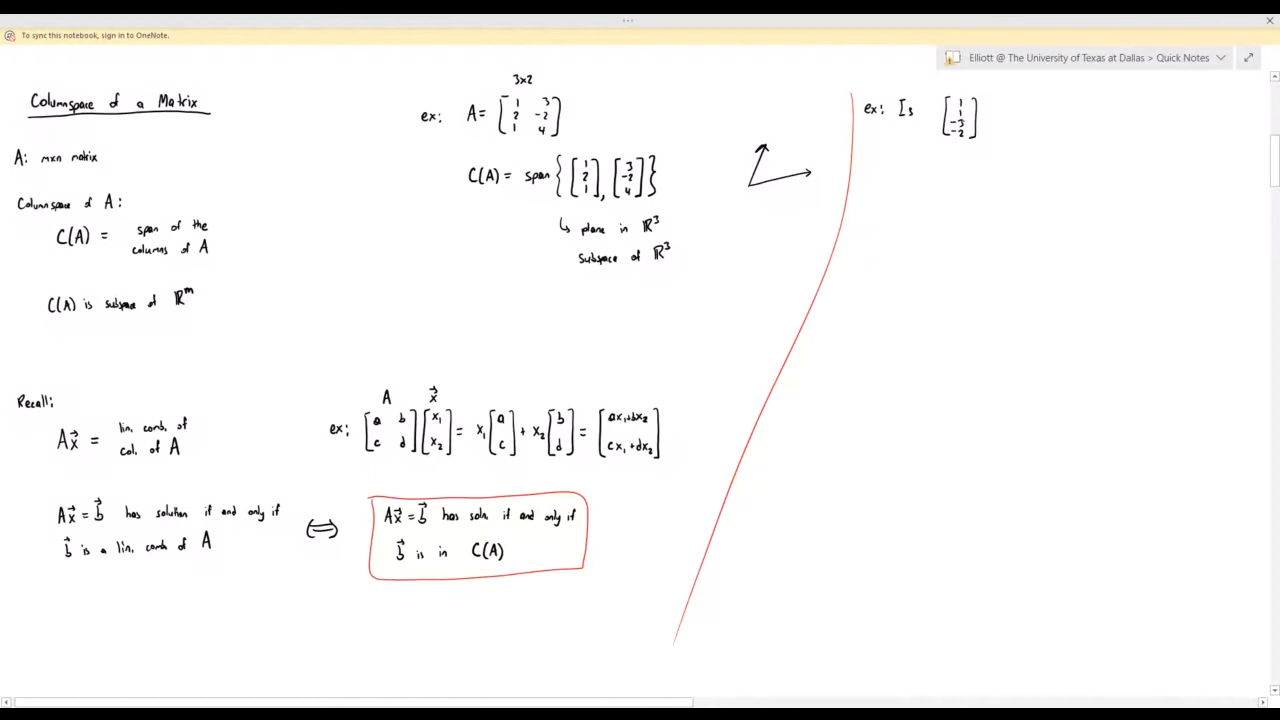 To sync this notebook, sign in to OneNote.
Elliott @ The University of Texas at Dallas > Quick Notes
Columnspace of a Matrix
A: mxn matrix
Columnspace of A:
C(A) = span of the
columns of A
C(A) is subspace of ℝ^m
3x2
ex: A = [1 3; 2 -2; 1 4]
C(A) = span {[1; 2; 1], [3; -2; 4]}
↳ plane in ℝ^3
subspace of ℝ^3
Recall:
Ax⃗ = lin. comb. of
col. of A
A x⃗
ex: [a b; c d][x₁; x₂] = x₁[a; c] + x₂[b; d] = [ax₁+bx₂; cx₁+dx₂]
Ax⃗ = b⃗ has solution if and only if
b⃗ is a lin. comb of A
⟺
Ax⃗ = b⃗ has soln. if and only if
b⃗ is in C(A)
ex: Is [1; 1; -3; -2]